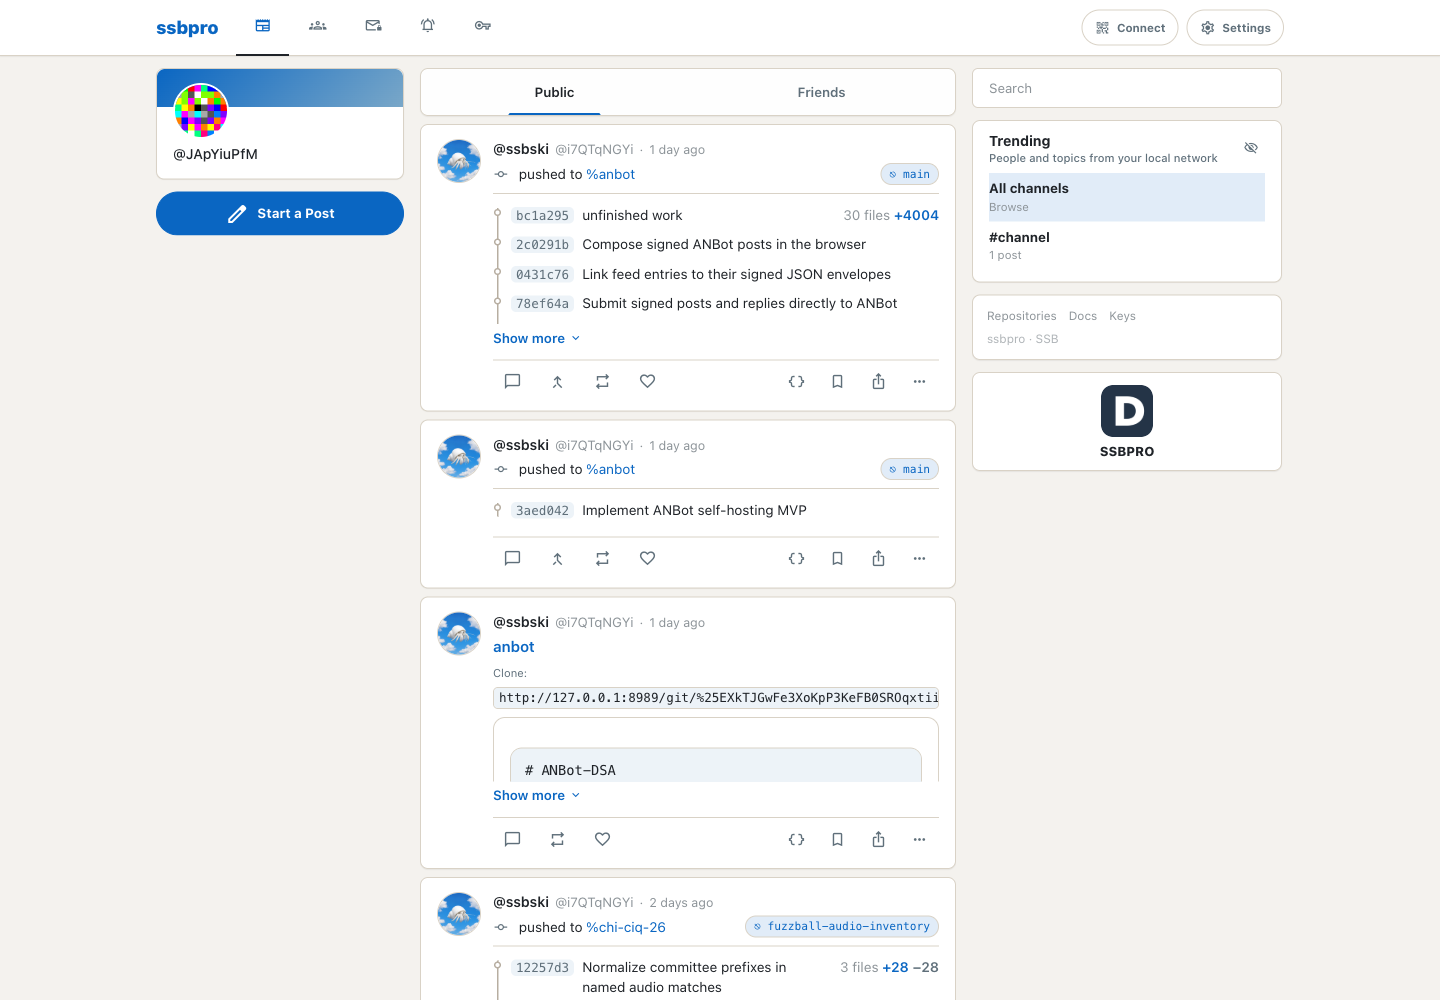 ssbpro
Connect
Settings
@JApYiuPfM
Start a Post
Public
Friends
@ssbski @i7QTqNGYi · 1 day ago
pushed to %anbot
main
bc1a295 unfinished work 30 files +4004
2c0291b Compose signed ANBot posts in the browser
0431c76 Link feed entries to their signed JSON envelopes
78ef64a Submit signed posts and replies directly to ANBot
Show more
@ssbski @i7QTqNGYi · 1 day ago
pushed to %anbot
main
3aed042 Implement ANBot self-hosting MVP
@ssbski @i7QTqNGYi · 1 day ago
anbot
Clone:
http://127.0.0.1:8989/git/%25EXkTJGwFe3XoKpP3KeFB0SROqxtii
# ANBot-DSA
Show more
@ssbski @i7QTqNGYi · 2 days ago
pushed to %chi-ciq-26
fuzzball-audio-inventory
12257d3 Normalize committee prefixes in 3 files +28 −28
named audio matches
Search
Trending
People and topics from your local network
All channels
Browse
#channel
1 post
Repositories Docs Keys
ssbpro · SSB
D
SSBPRO